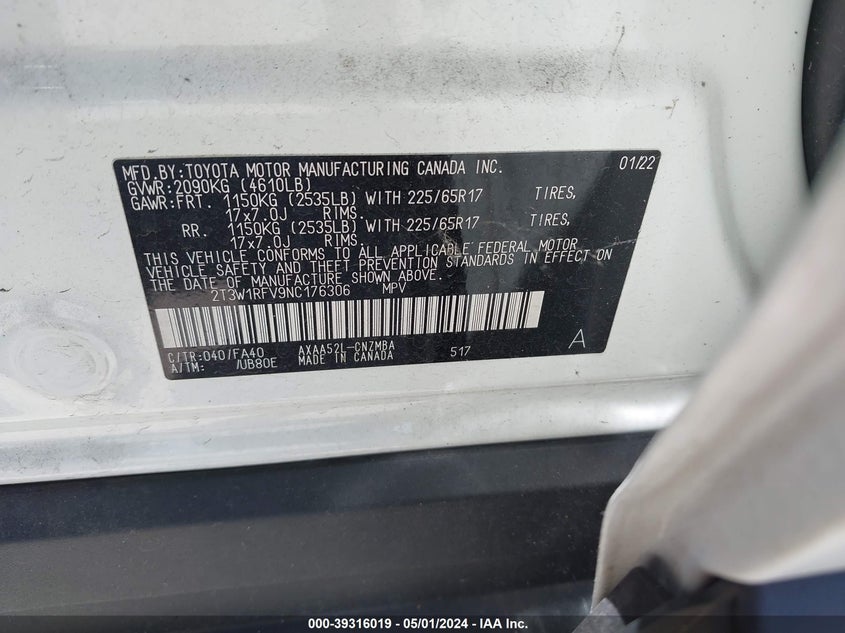 MFD.BY:TOYOTA MOTOR MANUFACTURING CANADA INC. 01/22
GVWR:2090KG (4610LB)
GAWR:FRT. 1150KG (2535LB) WITH 225/65R17 TIRES,
17x7.0J RIMS.
RR. 1150KG (2535LB) WITH 225/65R17 TIRES,
17x7.0J RIMS.
THIS VEHICLE CONFORMS TO ALL APPLICABLE FEDERAL MOTOR
VEHICLE SAFETY AND THEFT PREVENTION STANDARDS IN EFFECT ON
THE DATE OF MANUFACTURE SHOWN ABOVE.
2T3W1RFV9NC176306 MPV
C/TR:040/FA40 AXAA52L-CNZMBA 517 A
A/TM: /UB80E MADE IN CANADA
000-39316019 - 05/01/2024 - IAA Inc.